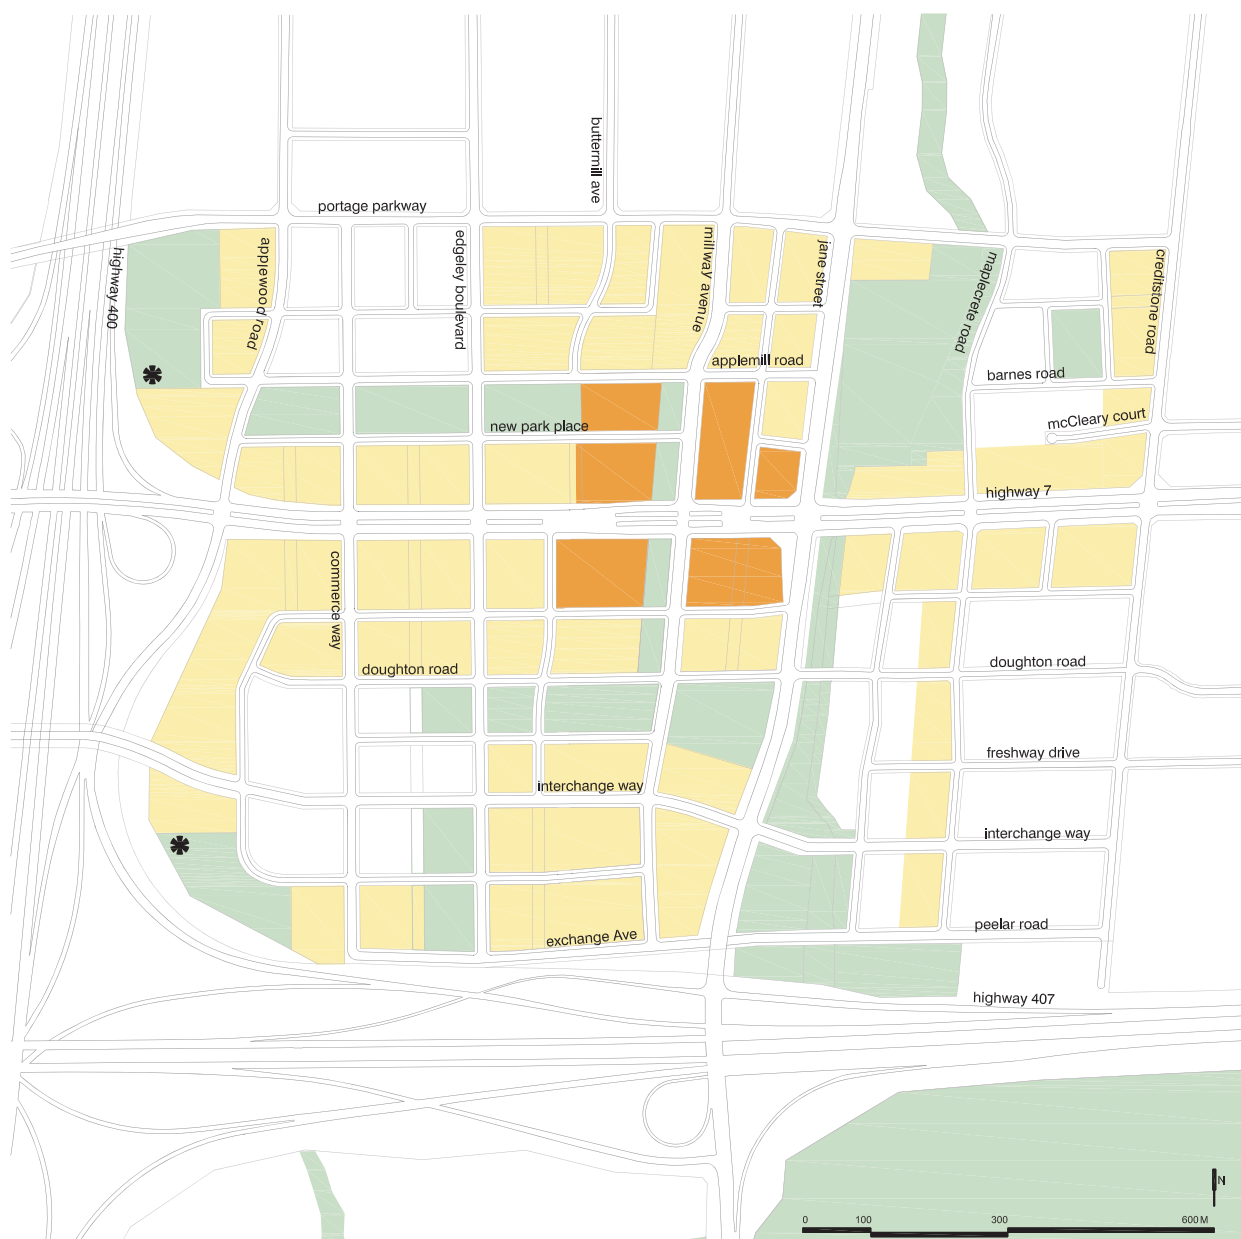 buttermill ave
portage parkway
highway 400
applewood road
edgeley boulevard
millway avenue
jane street
maplecrete road
creditstone road
applemill road
barnes road
new park place
mcCleary court
highway 7
commerce way
doughton road
doughton road
freshway drive
interchange way
interchange way
peelar road
exchange Ave
highway 407
N
0 100 300 600 M